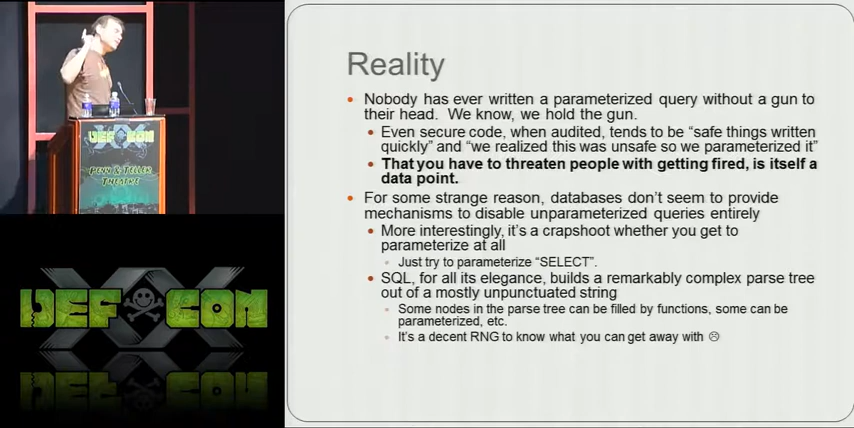 DEF CON
XX
PENN & TELLER
THEATRE
DEF CON
XX
Reality
Nobody has ever written a parameterized query without a gun to
their head. We know, we hold the gun.
Even secure code, when audited, tends to be “safe things written
quickly” and “we realized this was unsafe so we parameterized it”
That you have to threaten people with getting fired, is itself a
data point.
For some strange reason, databases don’t seem to provide
mechanisms to disable unparameterized queries entirely
More interestingly, it’s a crapshoot whether you get to
parameterize at all
Just try to parameterize “SELECT”.
SQL, for all its elegance, builds a remarkably complex parse tree
out of a mostly unpunctuated string
Some nodes in the parse tree can be filled by functions, some can be
parameterized, etc.
It’s a decent RNG to know what you can get away with ☹